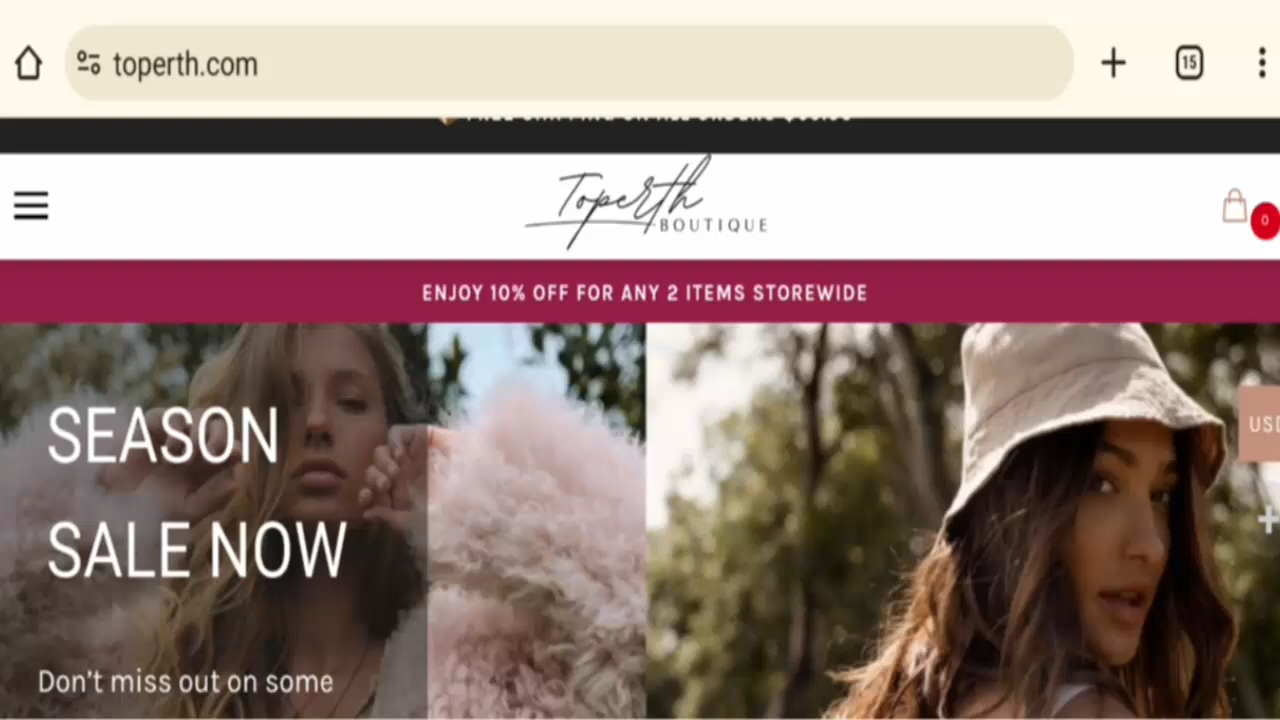 toperth.com
15
Toperth
BOUTIQUE
0
ENJOY 10% OFF FOR ANY 2 ITEMS STOREWIDE
SEASON
SALE NOW
USD
Don't miss out on some